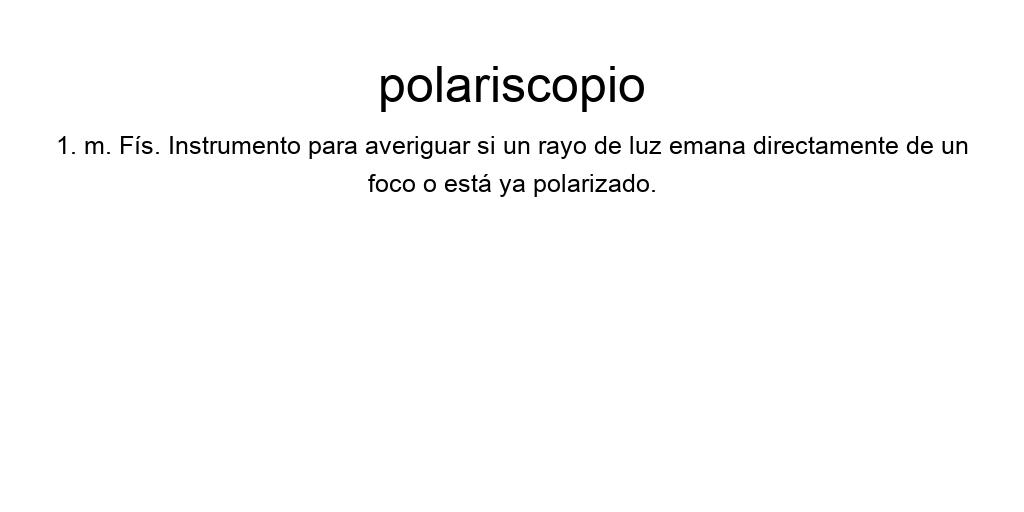 polariscopio
1. m. Fís. Instrumento para averiguar si un rayo de luz emana directamente de un
foco o está ya polarizado.